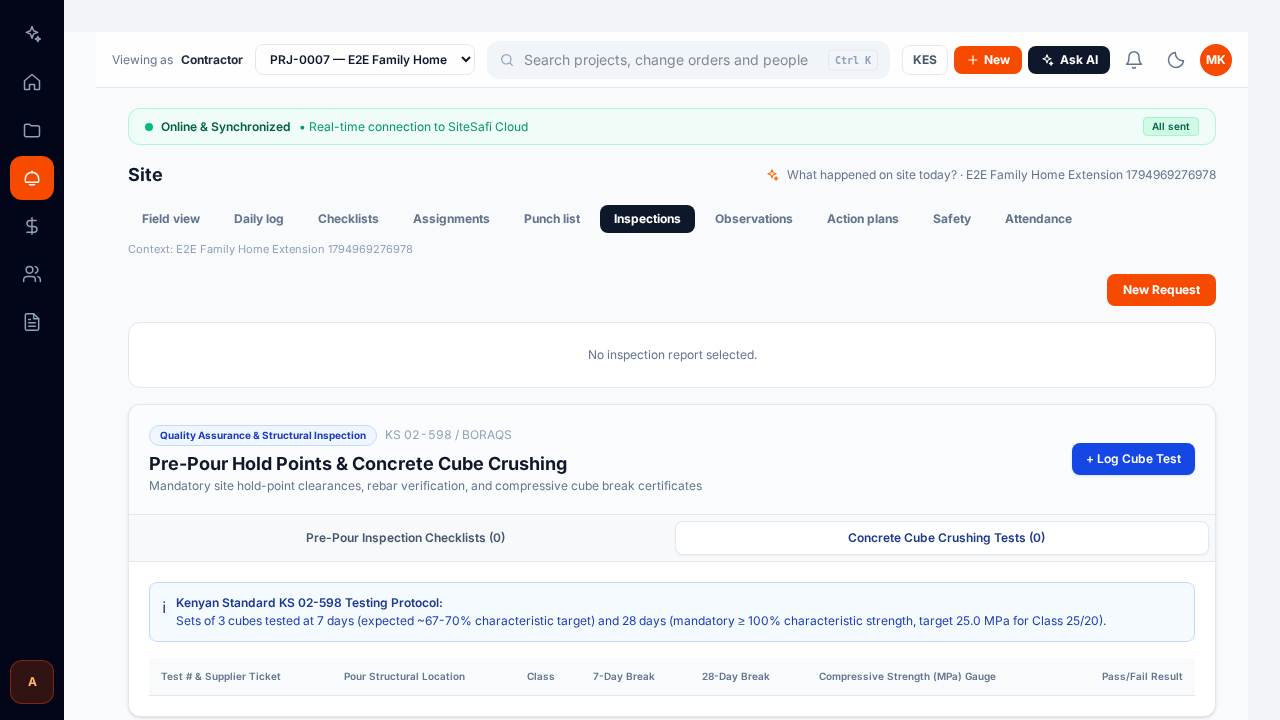 Viewing as Contractor PRJ-0007 — E2E Family Home Search projects, change orders and people Ctrl K KES New Ask AI MK
Online & Synchronized • Real-time connection to SiteSafi Cloud All sent
Site What happened on site today? · E2E Family Home Extension 1794969276978
Field view Daily log Checklists Assignments Punch list Inspections Observations Action plans Safety Attendance
Context: E2E Family Home Extension 1794969276978
New Request
No inspection report selected.
Quality Assurance & Structural Inspection KS 02-598 / BORAQS
Pre-Pour Hold Points & Concrete Cube Crushing
+ Log Cube Test
Mandatory site hold-point clearances, rebar verification, and compressive cube break certificates
Pre-Pour Inspection Checklists (0) Concrete Cube Crushing Tests (0)
i Kenyan Standard KS 02-598 Testing Protocol:
Sets of 3 cubes tested at 7 days (expected ~67-70% characteristic target) and 28 days (mandatory ≥ 100% characteristic strength, target 25.0 MPa for Class 25/20).
Test # & Supplier Ticket Pour Structural Location Class 7-Day Break 28-Day Break Compressive Strength (MPa) Gauge Pass/Fail Result
A